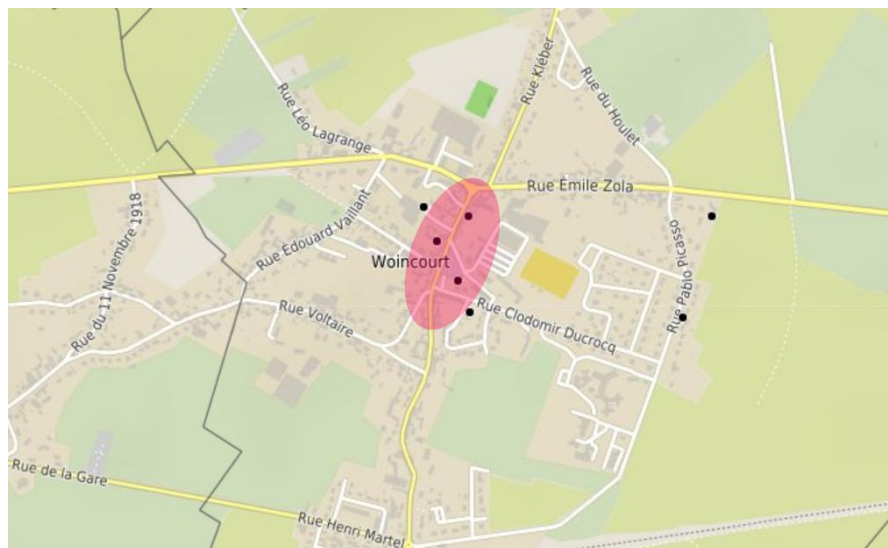 Rue Kléber
Rue du Houlet
Rue Léo Lagrange
Rue Émile Zola
Rue Edouard Vaillant
Rue du 11 Novembre 1918
Woincourt
Rue Pablo Picasso
Rue Voltaire
Rue Clodomir Ducrocq
Rue de la Gare
Rue Henri Martel